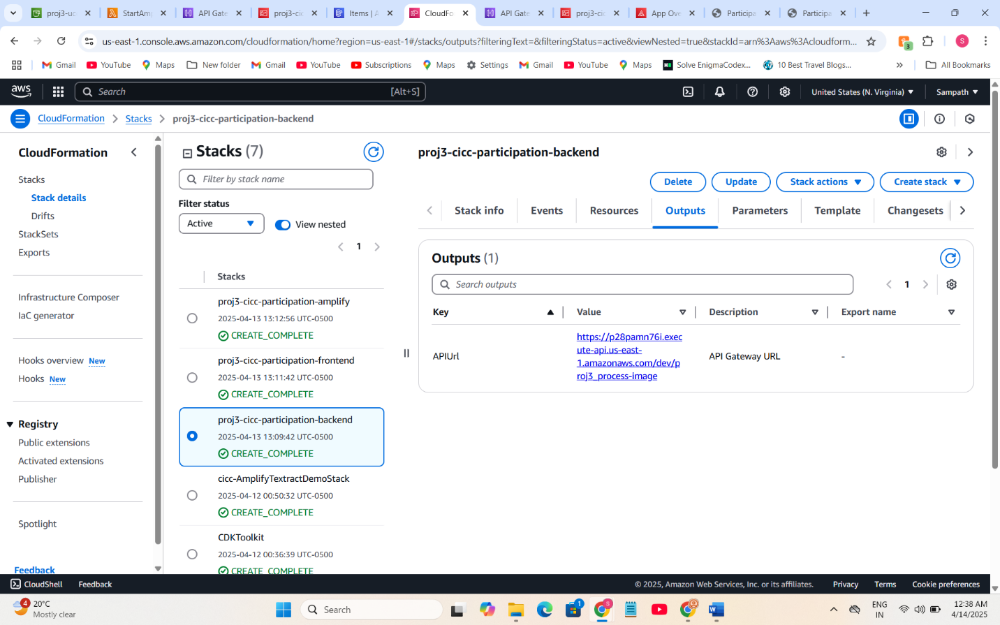 proj3-uc
StartAm
API Gate
proj3-cic
Items | A
CloudFo
API Gate
proj3-cic
App Ove
Participa
Participa
us-east-1.console.aws.amazon.com/cloudformation/home?region=us-east-1#/stacks/outputs?filteringText=&filteringStatus=active&viewNested=true&stackId=arn%3Aaws%3Acloudform...
3
S
Gmail
YouTube
Maps
New folder
Gmail
YouTube
Subscriptions
Maps
Settings
Gmail
YouTube
Maps
Solve EnigmaCodex...
10 Best Travel Blogs...
All Bookmarks
aws
Search
[Alt+S]
United States (N. Virginia)
Sampath
CloudFormation
Stacks
proj3-cicc-participation-backend
CloudFormation
Stacks
Stack details
Drifts
StackSets
Exports
Infrastructure Composer
IaC generator
Hooks overview New
Hooks New
Registry
Public extensions
Activated extensions
Publisher
Spotlight
Feedback
Stacks (7)
Filter by stack name
Filter status
Active
View nested
1
Stacks
proj3-cicc-participation-amplify
2025-04-13 13:12:56 UTC-0500
CREATE_COMPLETE
proj3-cicc-participation-frontend
2025-04-13 13:11:42 UTC-0500
CREATE_COMPLETE
proj3-cicc-participation-backend
2025-04-13 13:09:42 UTC-0500
CREATE_COMPLETE
cicc-AmplifyTextractDemoStack
2025-04-12 00:50:32 UTC-0500
CREATE_COMPLETE
CDKToolkit
2025-04-12 00:36:39 UTC-0500
CREATE_COMPLETE
proj3-cicc-participation-backend
Delete
Update
Stack actions
Create stack
Stack info
Events
Resources
Outputs
Parameters
Template
Changesets
Outputs (1)
Search outputs
1
Key
Value
Description
Export name
APIUrl
https://p28pamn76i.exec
ute-api.us-east-
1.amazonaws.com/dev/p
roj3_process-image
API Gateway URL
-
CloudShell
Feedback
© 2025, Amazon Web Services, Inc. or its affiliates.
Privacy
Terms
Cookie preferences
4
20°C
Mostly clear
Search
1
S
ENG
IN
12:38 AM
4/14/2025